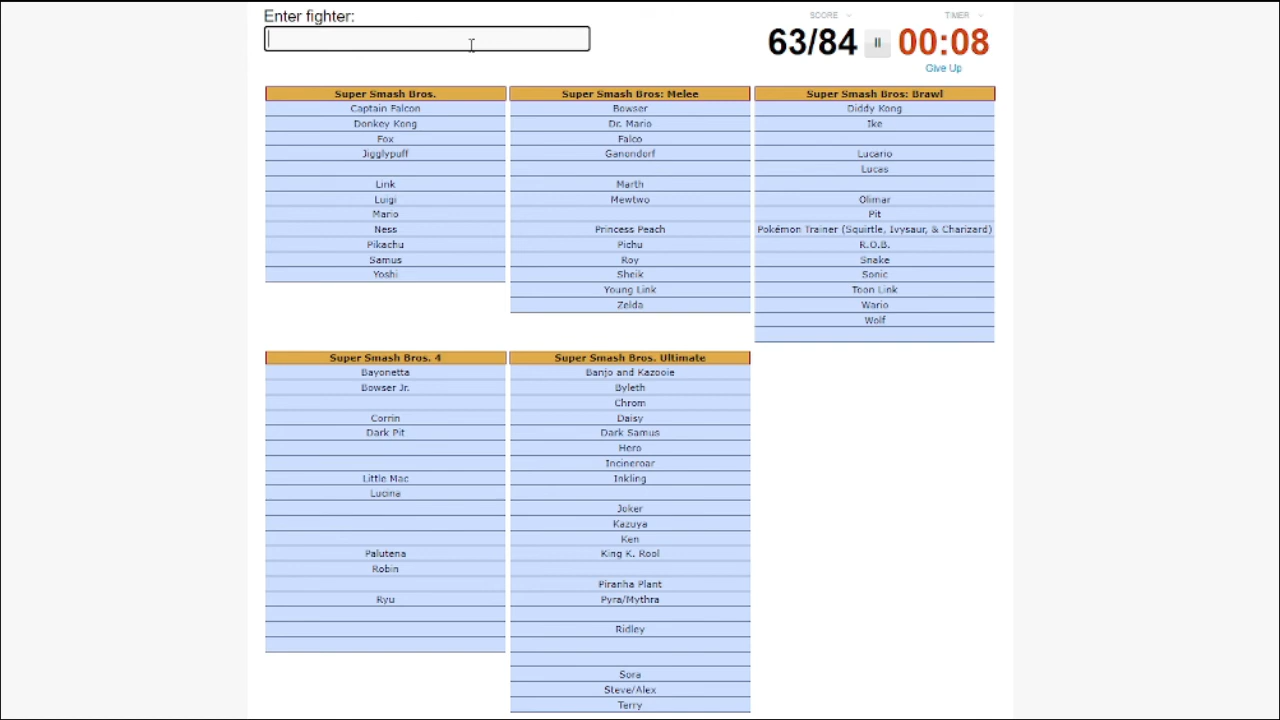 Enter fighter:
SCORE
TIMER
63/84
00:08
Give Up
Super Smash Bros.
Captain Falcon
Donkey Kong
Fox
Jigglypuff
Link
Luigi
Mario
Ness
Pikachu
Samus
Yoshi
Super Smash Bros: Melee
Bowser
Dr. Mario
Falco
Ganondorf
Marth
Mewtwo
Princess Peach
Pichu
Roy
Sheik
Young Link
Zelda
Super Smash Bros: Brawl
Diddy Kong
Ike
Lucario
Lucas
Olimar
Pit
Pokémon Trainer (Squirtle, Ivysaur, & Charizard)
R.O.B.
Snake
Sonic
Toon Link
Wario
Wolf
Super Smash Bros. 4
Bayonetta
Bowser Jr.
Corrin
Dark Pit
Little Mac
Lucina
Palutena
Robin
Ryu
Super Smash Bros. Ultimate
Banjo and Kazooie
Byleth
Chrom
Daisy
Dark Samus
Hero
Incineroar
Inkling
Joker
Kazuya
Ken
King K. Rool
Piranha Plant
Pyra/Mythra
Ridley
Sora
Steve/Alex
Terry